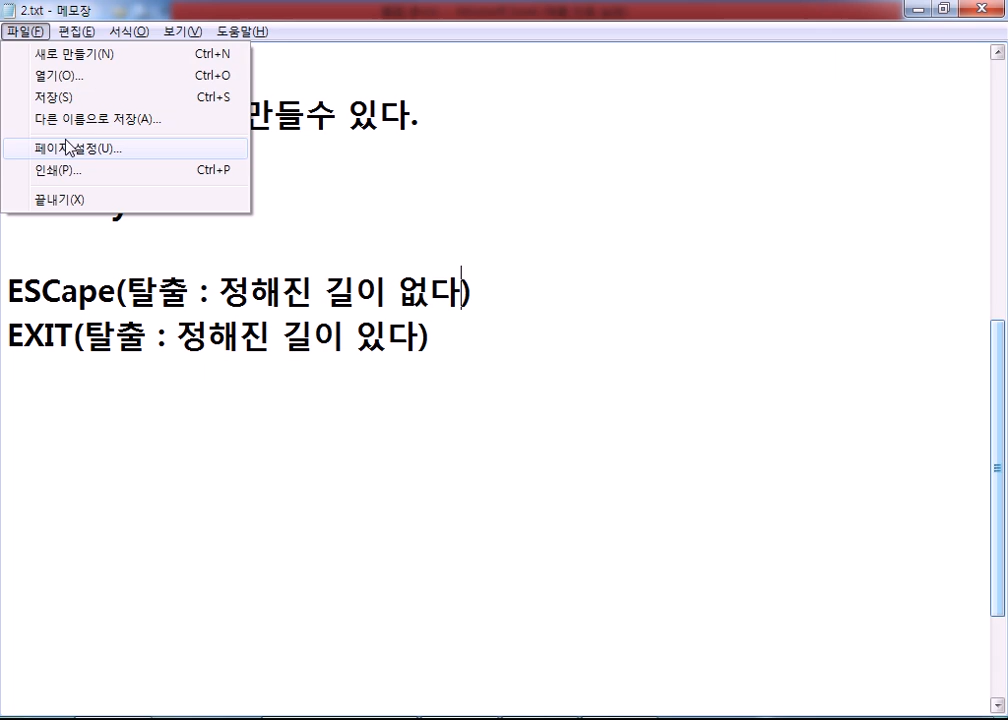 2.txt - 메모장
파일(F) 편집(E) 서식(O) 보기(V) 도움말(H)
새로 만들기(N) Ctrl+N
열기(O)... Ctrl+O
저장(S) Ctrl+S
다른 이름으로 저장(A)...
만들수 있다.
페이지 설정(U)...
인쇄(P)... Ctrl+P
끝내기(X)
ESCape(탈출 : 정해진 길이 없다)
EXIT(탈출 : 정해진 길이 있다)